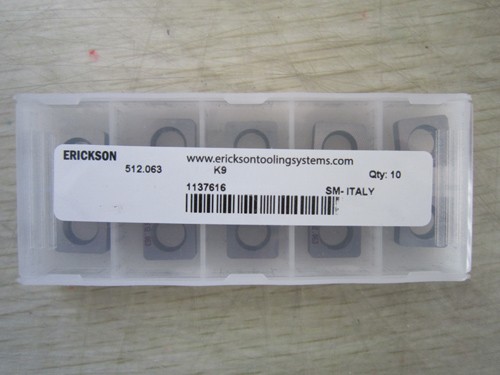 ERICKSON www.ericksontoolingsystems.com
512.063 K9 Qty: 10
1137616 SM- ITALY